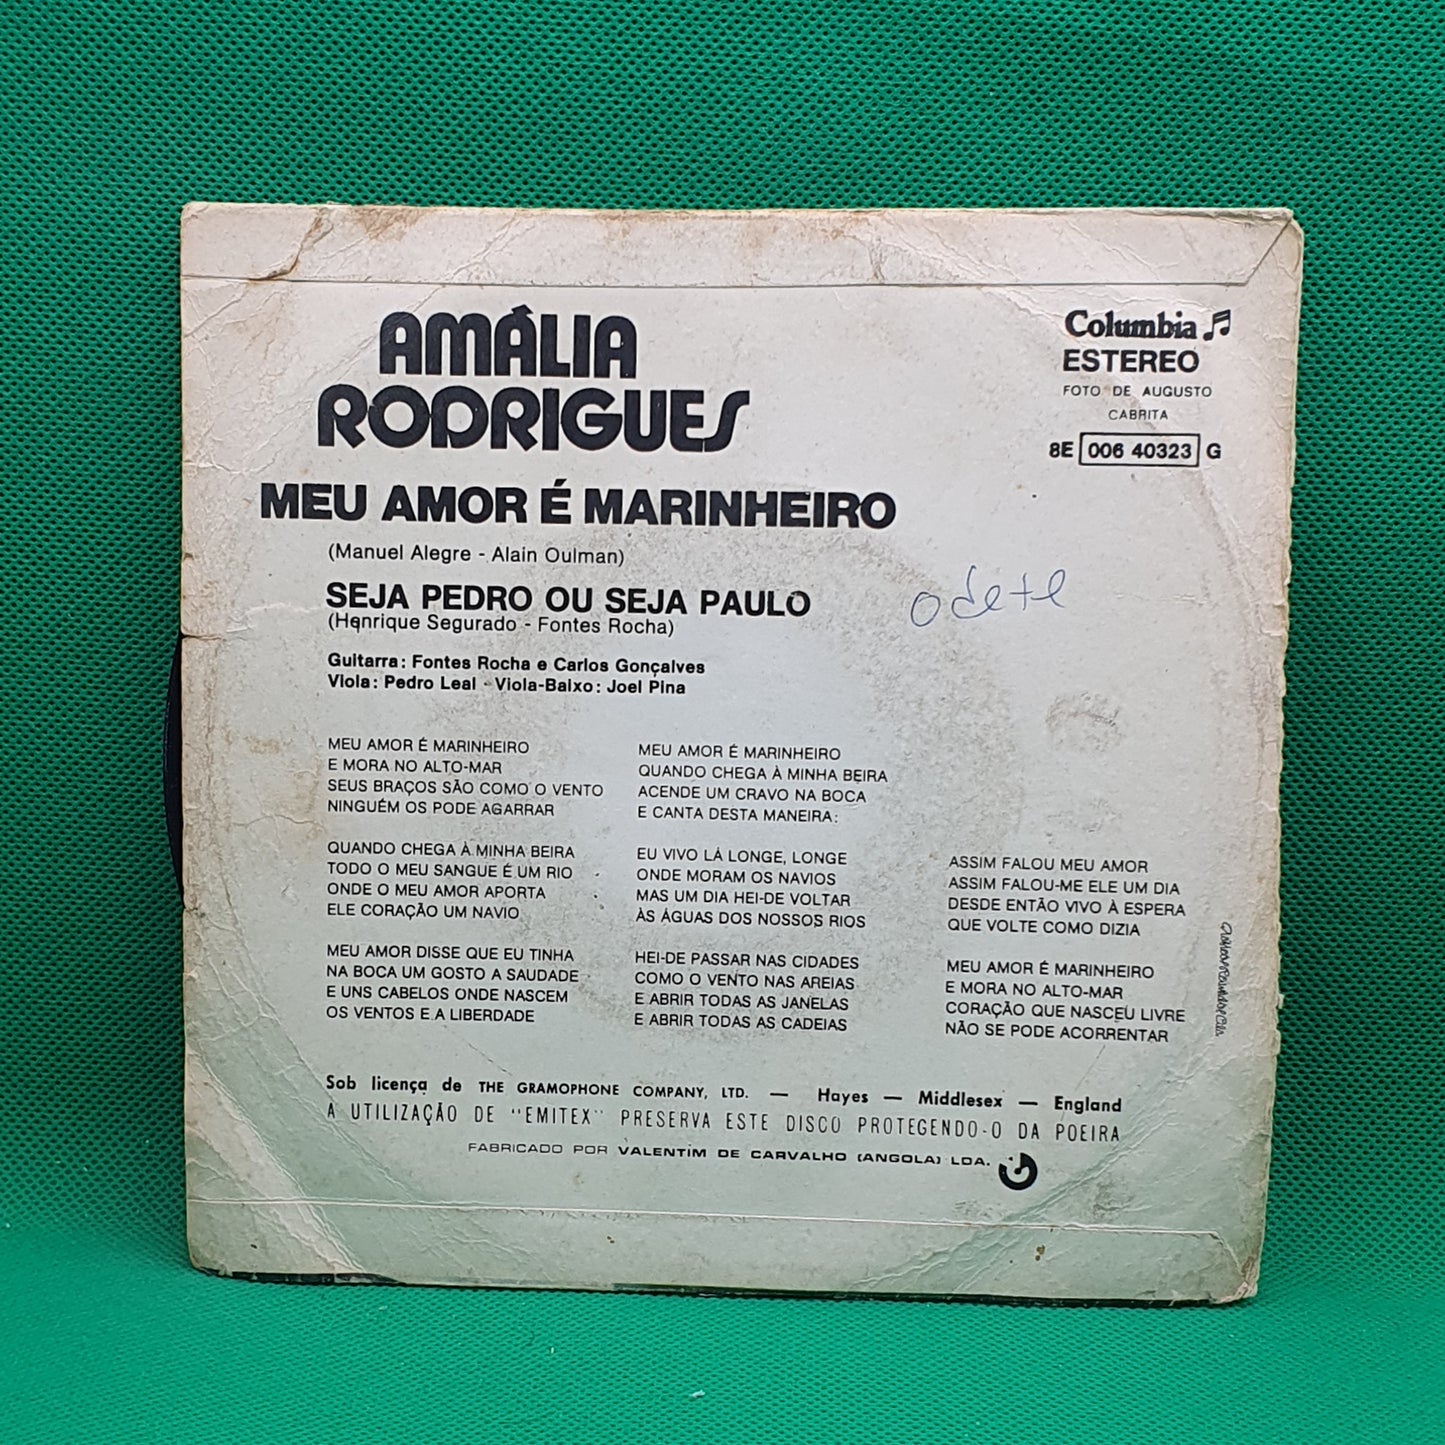 AMÁLIA
RODRIGUES
Columbia
ESTEREO
FOTO DE AUGUSTO
CABRITA
8E 006 40323 G
MEU AMOR É MARINHEIRO
(Manuel Alegre - Alain Oulman)
SEJA PEDRO OU SEJA PAULO
(Henrique Segurado - Fontes Rocha)
Odete
Guitarra: Fontes Rocha e Carlos Gonçalves
Viola: Pedro Leal - Viola-Baixo: Joel Pina
MEU AMOR É MARINHEIRO
E MORA NO ALTO-MAR
SEUS BRAÇOS SÃO COMO O VENTO
NINGUÉM OS PODE AGARRAR
QUANDO CHEGA À MINHA BEIRA
TODO O MEU SANGUE É UM RIO
ONDE O MEU AMOR APORTA
ELE CORAÇÃO UM NAVIO
MEU AMOR DISSE QUE EU TINHA
NA BOCA UM GOSTO A SAUDADE
E UNS CABELOS ONDE NASCEM
OS VENTOS E A LIBERDADE
MEU AMOR É MARINHEIRO
QUANDO CHEGA À MINHA BEIRA
ACENDE UM CRAVO NA BOCA
E CANTA DESTA MANEIRA:
EU VIVO LÁ LONGE, LONGE
ONDE MORAM OS NAVIOS
MAS UM DIA HEI-DE VOLTAR
ÀS ÁGUAS DOS NOSSOS RIOS
HEI-DE PASSAR NAS CIDADES
COMO O VENTO NAS AREIAS
E ABRIR TODAS AS JANELAS
E ABRIR TODAS AS CADEIAS
ASSIM FALOU MEU AMOR
ASSIM FALOU-ME ELE UM DIA
DESDE ENTÃO VIVO À ESPERA
QUE VOLTE COMO DIZIA
MEU AMOR É MARINHEIRO
E MORA NO ALTO-MAR
CORAÇÃO QUE NASCEU LIVRE
NÃO SE PODE ACORRENTAR
Sob licença de THE GRAMOPHONE COMPANY, LTD. — Hayes — Middlesex — England
A UTILIZAÇÃO DE "EMITEX" PRESERVA ESTE DISCO PROTEGENDO-O DA POEIRA
FABRICADO POR VALENTIM DE CARVALHO (ANGOLA) LDA.